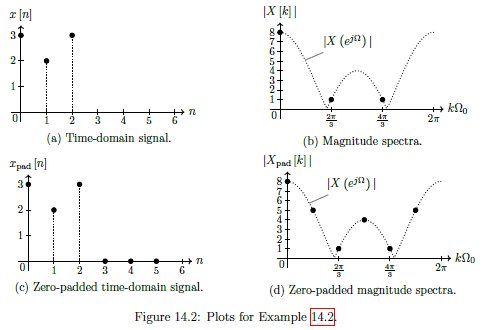 x [n]
3
2
1
0 1 2 3 4 5 6 n
(a) Time-domain signal.
|X [k] |
8
7
6
5
4
3
2
1
|X (e^{jΩ}) |
0 2π/3 4π/3 2π kΩ₀
(b) Magnitude spectra.
x_pad [n]
3
2
1
0 1 2 3 4 5 6 n
(c) Zero-padded time-domain signal.
|X_pad [k] |
8
7
6
5
4
3
2
1
|X (e^{jΩ}) |
0 2π/3 4π/3 2π kΩ₀
(d) Zero-padded magnitude spectra.
Figure 14.2: Plots for Example 14.2.